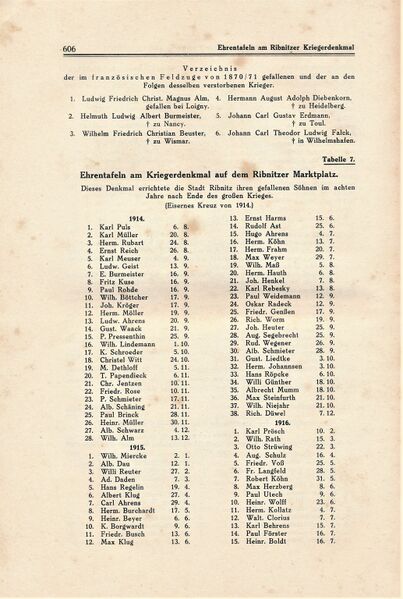 606 Ehrentafeln am Ribnitzer Kriegerdenkmal
Verzeichnis
der im französischen Feldzuge von 1870/71 gefallenen und der an den
Folgen desselben verstorbenen Krieger.
1. Ludwig Friedrich Christ. Magnus Alm,
gefallen bei Loigny.
2. Helmuth Ludwig Albert Burmeister,
† zu Nancy.
3. Wilhelm Friedrich Christian Beuster,
† zu Wismar.
4. Hermann August Adolph Diebenkorn,
† zu Heidelberg.
5. Johann Carl Gustav Erdmann,
† zu Toul.
6. Johann Carl Theodor Ludwig Falck,
† in Wilhelmshafen.
Tabelle 7.
Ehrentafeln am Kriegerdenkmal auf dem Ribnitzer Marktplatz.
Dieses Denkmal errichtete die Stadt Ribnitz ihren gefallenen Söhnen im achten
Jahre nach Ende des großen Krieges.
(Eisernes Kreuz von 1914.)
1914.
1. Karl Puls 6. 8.
2. Karl Müller 20. 8.
3. Herm. Rubart 24. 8.
4. Ernst Reich 26. 8.
5. Karl Meuser 4. 9.
6. Ludw. Geist 13. 9.
7. E. Burmeister 16. 9.
8. Fritz Kuse 16. 9.
9. Paul Rohde 16. 9.
10. Wilh. Böttcher 17. 9.
11. Joh. Kröger 17. 9.
12. Herm. Möller 19. 9.
13. Ludw. Ahrens 20. 9.
14. Gust. Waack 21. 9.
15. P. Pressenthin 25. 9.
16. Wilh. Lindemann 1. 10.
17. K. Schroeder 5. 10.
18. Christel Witt 24. 10.
19. M. Dethloff 5. 11.
20. T. Papendieck 6. 11.
21. Chr. Jentzen 10. 11.
22. Friedr. Rose 10. 11.
23. P. Schmieter 17. 11.
24. Alb. Schäning 21. 11.
25. Paul Brinck 28. 11.
26. Heinr. Müller 30. 11.
27. Alb. Schwarz 4. 12.
28. Wilh. Alm 13. 12.
1915.
1. Wilh. Miercke 2. 1.
2. Alb. Dau 12. 1.
3. Willi Reuter 27. 2.
4. Ad. Daden 7. 3.
5. Hans Regelin 19. 4.
6. Albert Klug 27. 4.
7. Carl Ahrens 29. 4.
8. Herm. Burchardt 17. 5.
9. Heinr. Beyer 6. 6.
10. K. Borgwardt 9. 6.
11. Friedr. Busch 13. 6.
12. Max Klug 13. 6.
13. Ernst Harms 15. 6.
14. Rudolf Ast 25. 6.
15. Hugo Ahrens 4. 7.
16. Herm. Köhn 13. 7.
17. Herm. Frahm 20. 7.
18. Max Weyer 29. 7.
19. Wilh. Maß 5. 8.
20. Herm. Hauth 6. 8.
21. Joh. Henkel 7. 8.
22. Karl Rebesky 13. 8.
23. Paul Weidemann 12. 9.
24. Oskar Radeck 12. 9.
25. Friedr. Genßen 17. 9.
26. Rich. Worm 19. 9.
27. Joh. Heuter 25. 9.
28. Aug. Segebrecht 25. 9.
29. Rud. Wegener 26. 9.
30. Alb. Schmieter 28. 9.
31. Gust. Liedtke 3. 10.
32. Herm. Johannsen 3. 10.
33. Hans Röpcke 6. 10.
34. Willi Günther 18. 10.
35. Albrecht Mumm 18. 10.
36. Max Steinfurt 21. 10.
37. Wilh. Niejahr 21. 10.
38. Rich. Düwel 7. 12.
1916.
1. Karl Prösch 10. 2.
2. Wilh. Rath 15. 3.
3. Otto Strüwing 22. 3.
4. Aug. Schulz 16. 4.
5. Friedr. Voß 25. 5.
6. Fr. Langfeld 28. 5.
7. Robert Köhn 31. 5.
8. Max Herzberg 8. 6.
9. Paul Utech 9. 6.
10. Heinr. Wolff 23. 6.
11. Herm. Kollatz 4. 7.
12. Walt. Clorius 7. 7.
13. Karl Behrens 15. 7.
14. Paul Förster 16. 7.
15. Heinr. Boldt 16. 7.